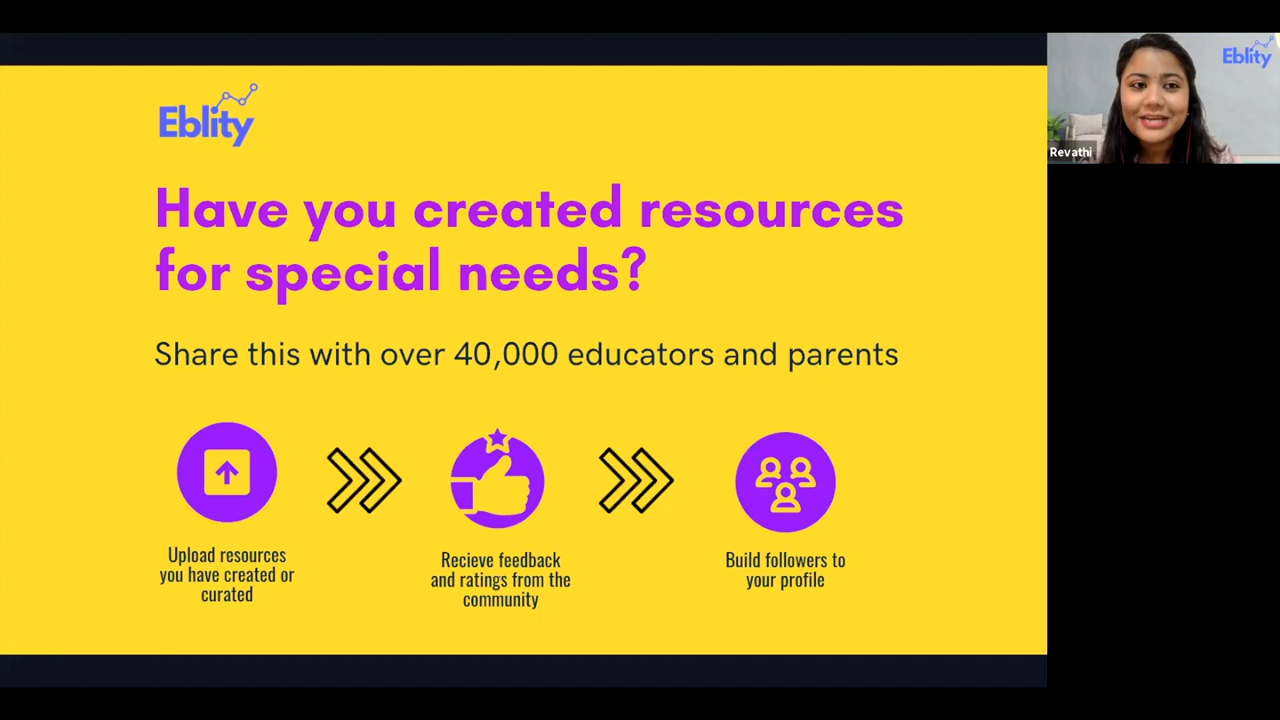 Eblity
Have you created resources
for special needs?
Share this with over 40,000 educators and parents
Upload resources
you have created or
curated
Recieve feedback
and ratings from the
community
Build followers to
your profile
Eblity
Revathi